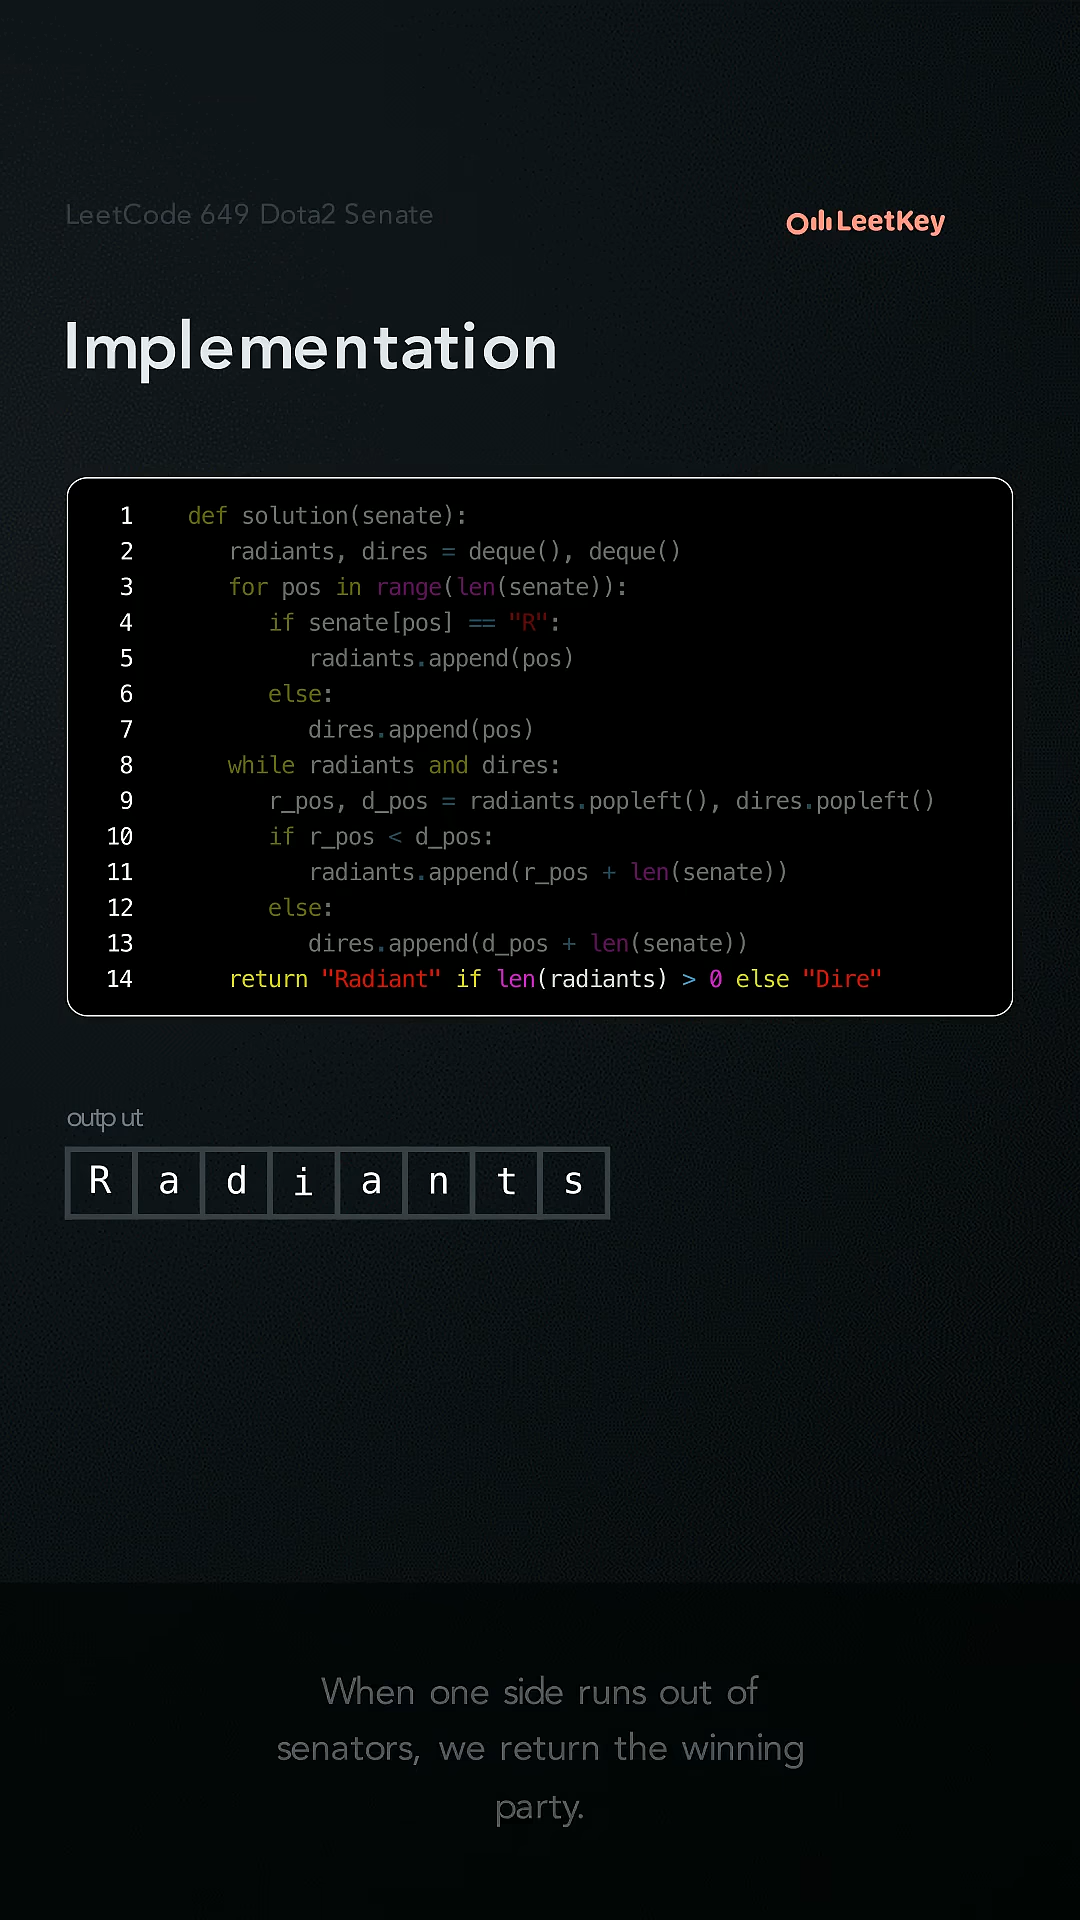 LeetCode 649 Dota2 Senate
LeetKey
Implementation
1 def solution(senate):
2 radiants, dires = deque(), deque()
3 for pos in range(len(senate)):
4 if senate[pos] == "R":
5 radiants.append(pos)
6 else:
7 dires.append(pos)
8 while radiants and dires:
9 r_pos, d_pos = radiants.popleft(), dires.popleft()
10 if r_pos < d_pos:
11 radiants.append(r_pos + len(senate))
12 else:
13 dires.append(d_pos + len(senate))
14 return "Radiant" if len(radiants) > 0 else "Dire"
output
R a d i a n t s
When one side runs out of
senators, we return the winning
party.